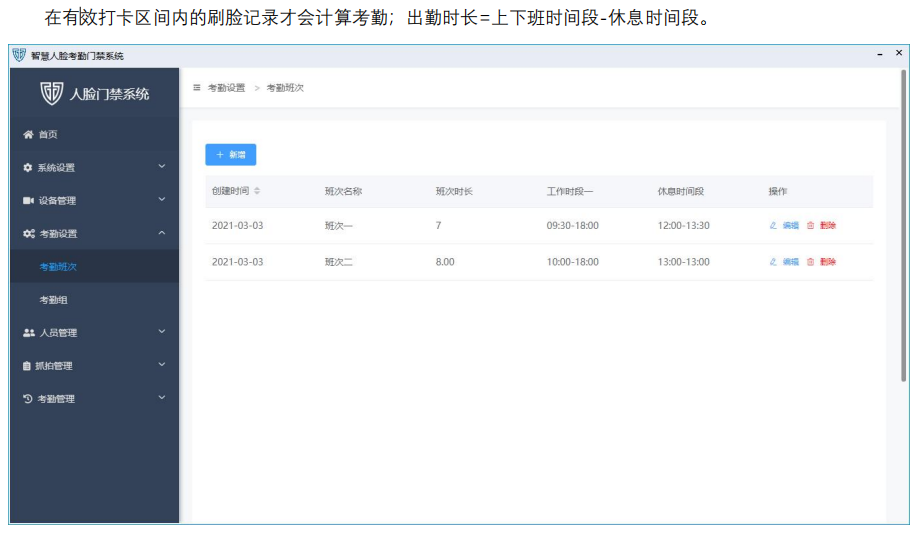 在有效打卡区间内的刷脸记录才会计算考勤；出勤时长=上下班时间段-休息时间段。
智慧人脸考勤门禁系统
人脸门禁系统
考勤设置 > 考勤班次
首页
系统设置
设备管理
考勤设置
考勤班次
考勤组
人员管理
抓拍管理
考勤管理
+ 新增
创建时间 班次名称 班次时长 工作时段一 休息时间段 操作
2021-03-03 班次一 7 09:30-18:00 12:00-13:30 编辑 删除
2021-03-03 班次二 8.00 10:00-18:00 13:00-13:00 编辑 删除